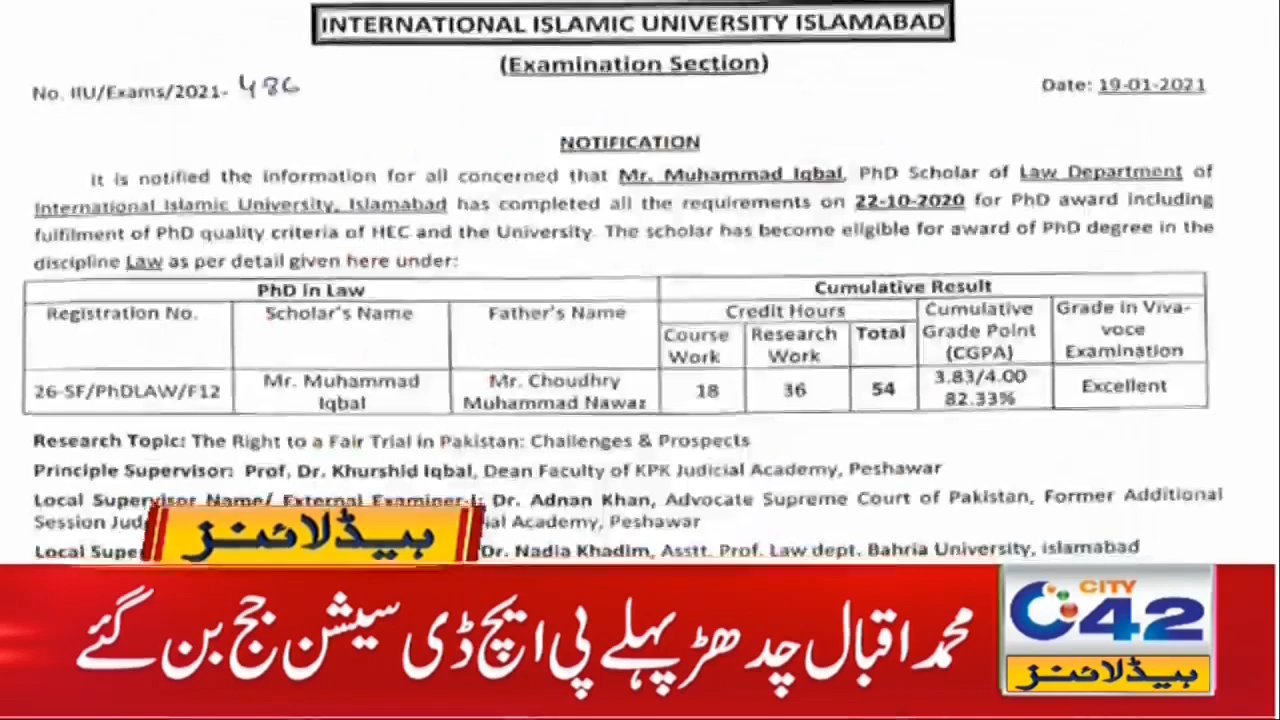 INTERNATIONAL ISLAMIC UNIVERSITY ISLAMABAD
(Examination Section)
No. IIU/Exams/2021- 486
Date: 19-01-2021
NOTIFICATION
It is notified the information for all concerned that Mr. Muhammad Iqbal, PhD Scholar of Law Department of
International Islamic University, Islamabad has completed all the requirements on 22-10-2020 for PhD award including
fulfilment of PhD quality criteria of HEC and the University. The scholar has become eligible for award of PhD degree in the
discipline Law as per detail given here under:
PhD in Law
Cumulative Result
Registration No.
Scholar's Name
Father's Name
Credit Hours
Course Work
Research Work
Total
Cumulative Grade Point (CGPA)
Grade in Viva-voce Examination
26-SF/PhDLAW/F12
Mr. Muhammad Iqbal
Mr. Choudhry Muhammad Nawaz
18
36
54
3.83/4.00
82.33%
Excellent
Research Topic: The Right to a Fair Trial in Pakistan: Challenges & Prospects
Principle Supervisor: Prof, Dr. Khurshid Iqbal, Dean Faculty of KPK Judicial Academy, Peshawar
Local Supervisor Name/ External Examiner-I: Dr. Adnan Khan, Advocate Supreme Court of Pakistan, Former Additional
Session Jud ial Academy, Peshawar
Local Supe Dr. Nadia Khadim, Asstt. Prof. Law dept. Bahria University, islamabad
ہیڈلائنز
محمد اقبال چدھڑ پہلے پی ایچ ڈی سیشن جج بن گئے
CITY
42
ہیڈلائنز